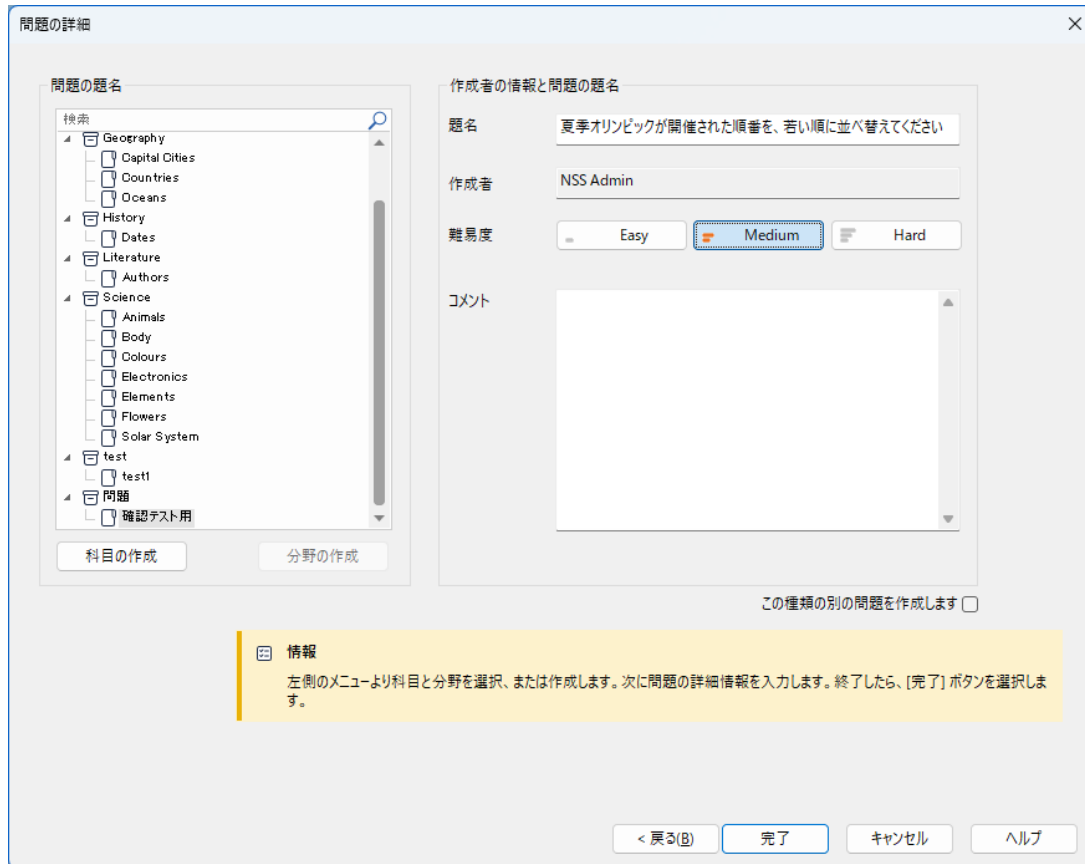 問題の詳細
問題の題名
検索
Geography
Capital Cities
Countries
Oceans
History
Dates
Literature
Authors
Science
Animals
Body
Colours
Electronics
Elements
Flowers
Solar System
test
test1
問題
確認テスト用
科目の作成
分野の作成
作成者の情報と問題の題名
題名
夏季オリンピックが開催された順番を、若い順に並べ替えてください
作成者
NSS Admin
難易度
Easy
Medium
Hard
コメント
この種類の別の問題を作成します
情報
左側のメニューより科目と分野を選択、または作成します。次に問題の詳細情報を入力します。終了したら、[完了] ボタンを選択しま
す。
< 戻る(B)
完了
キャンセル
ヘルプ